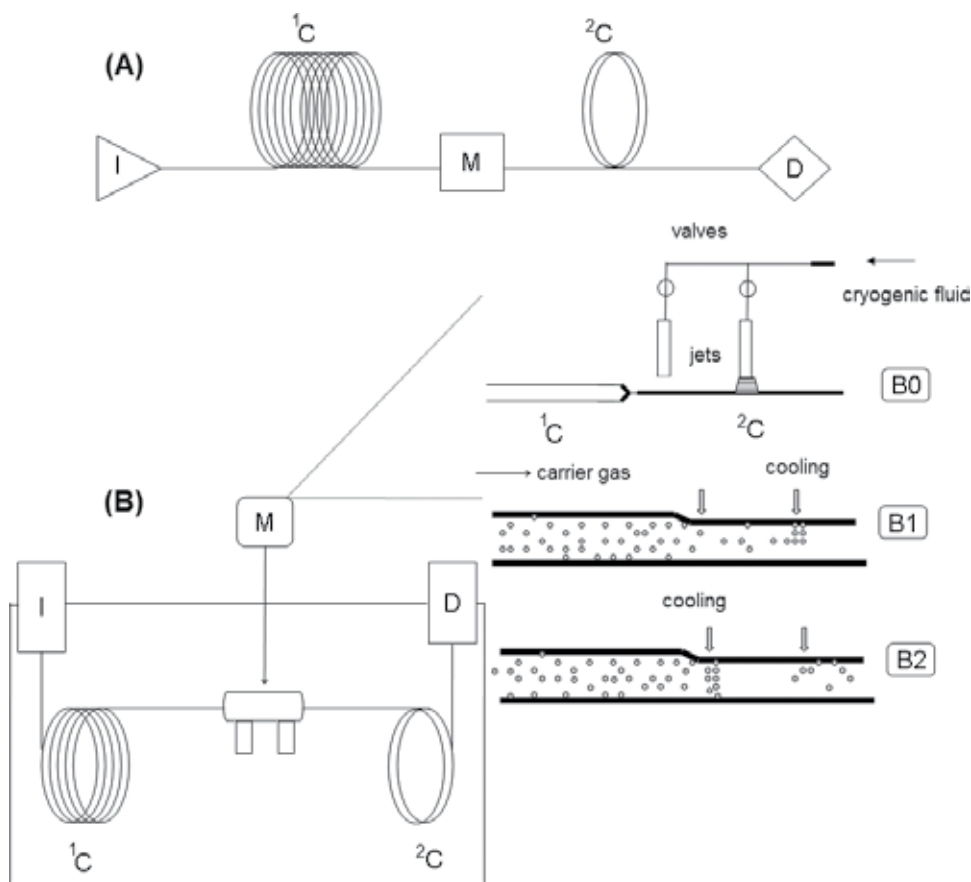 ¹C
²C
(A)
I
M
D
valves
cryogenic fluid
jets
B0
¹C
²C
carrier gas
cooling
(B)
M
B1
I
D
cooling
B2
¹C
²C